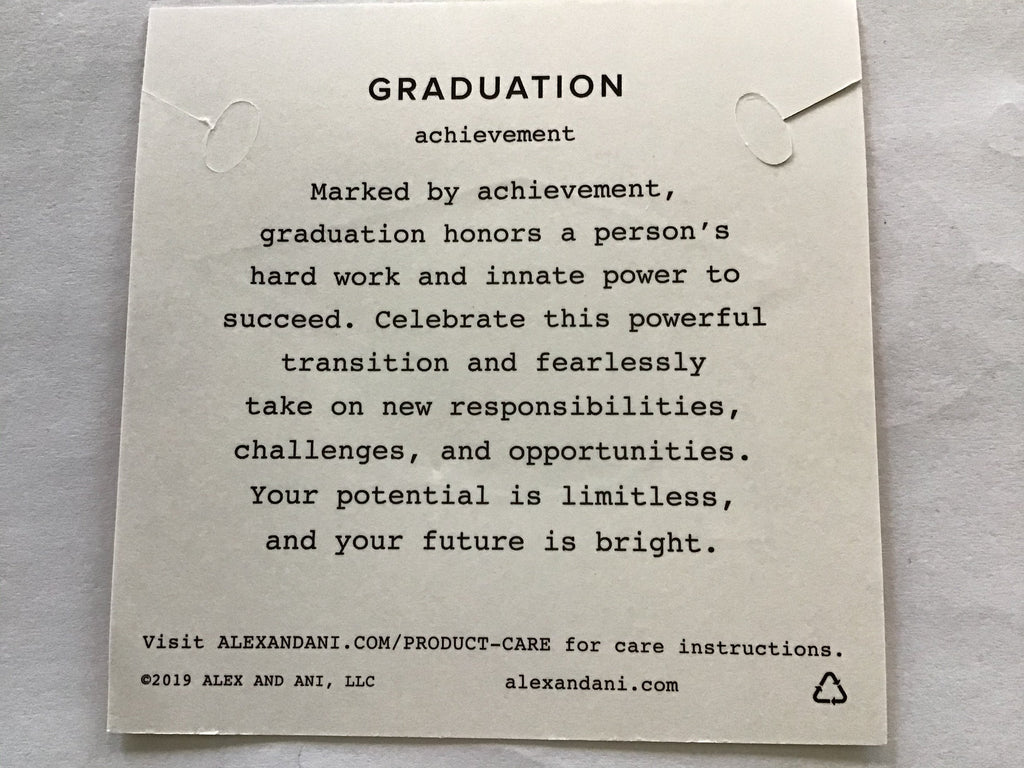 GRADUATION
achievement
Marked by achievement,
graduation honors a person's
hard work and innate power to
succeed. Celebrate this powerful
transition and fearlessly
take on new responsibilities,
challenges, and opportunities.
Your potential is limitless,
and your future is bright.
Visit ALEXANDANI.COM/PRODUCT-CARE for care instructions.
©2019 ALEX AND ANI, LLC alexandani.com